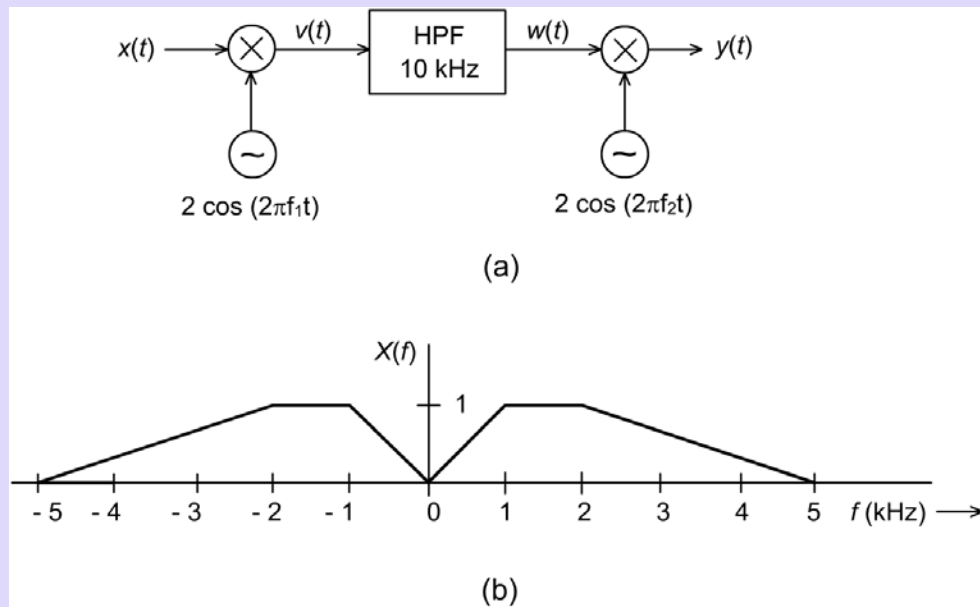 x(t) v(t) HPF 10 kHz w(t) y(t)
2 cos (2πf₁t) 2 cos (2πf₂t)
(a)
X(f)
1
- 5 - 4 - 3 - 2 - 1 0 1 2 3 4 5 f (kHz)
(b)